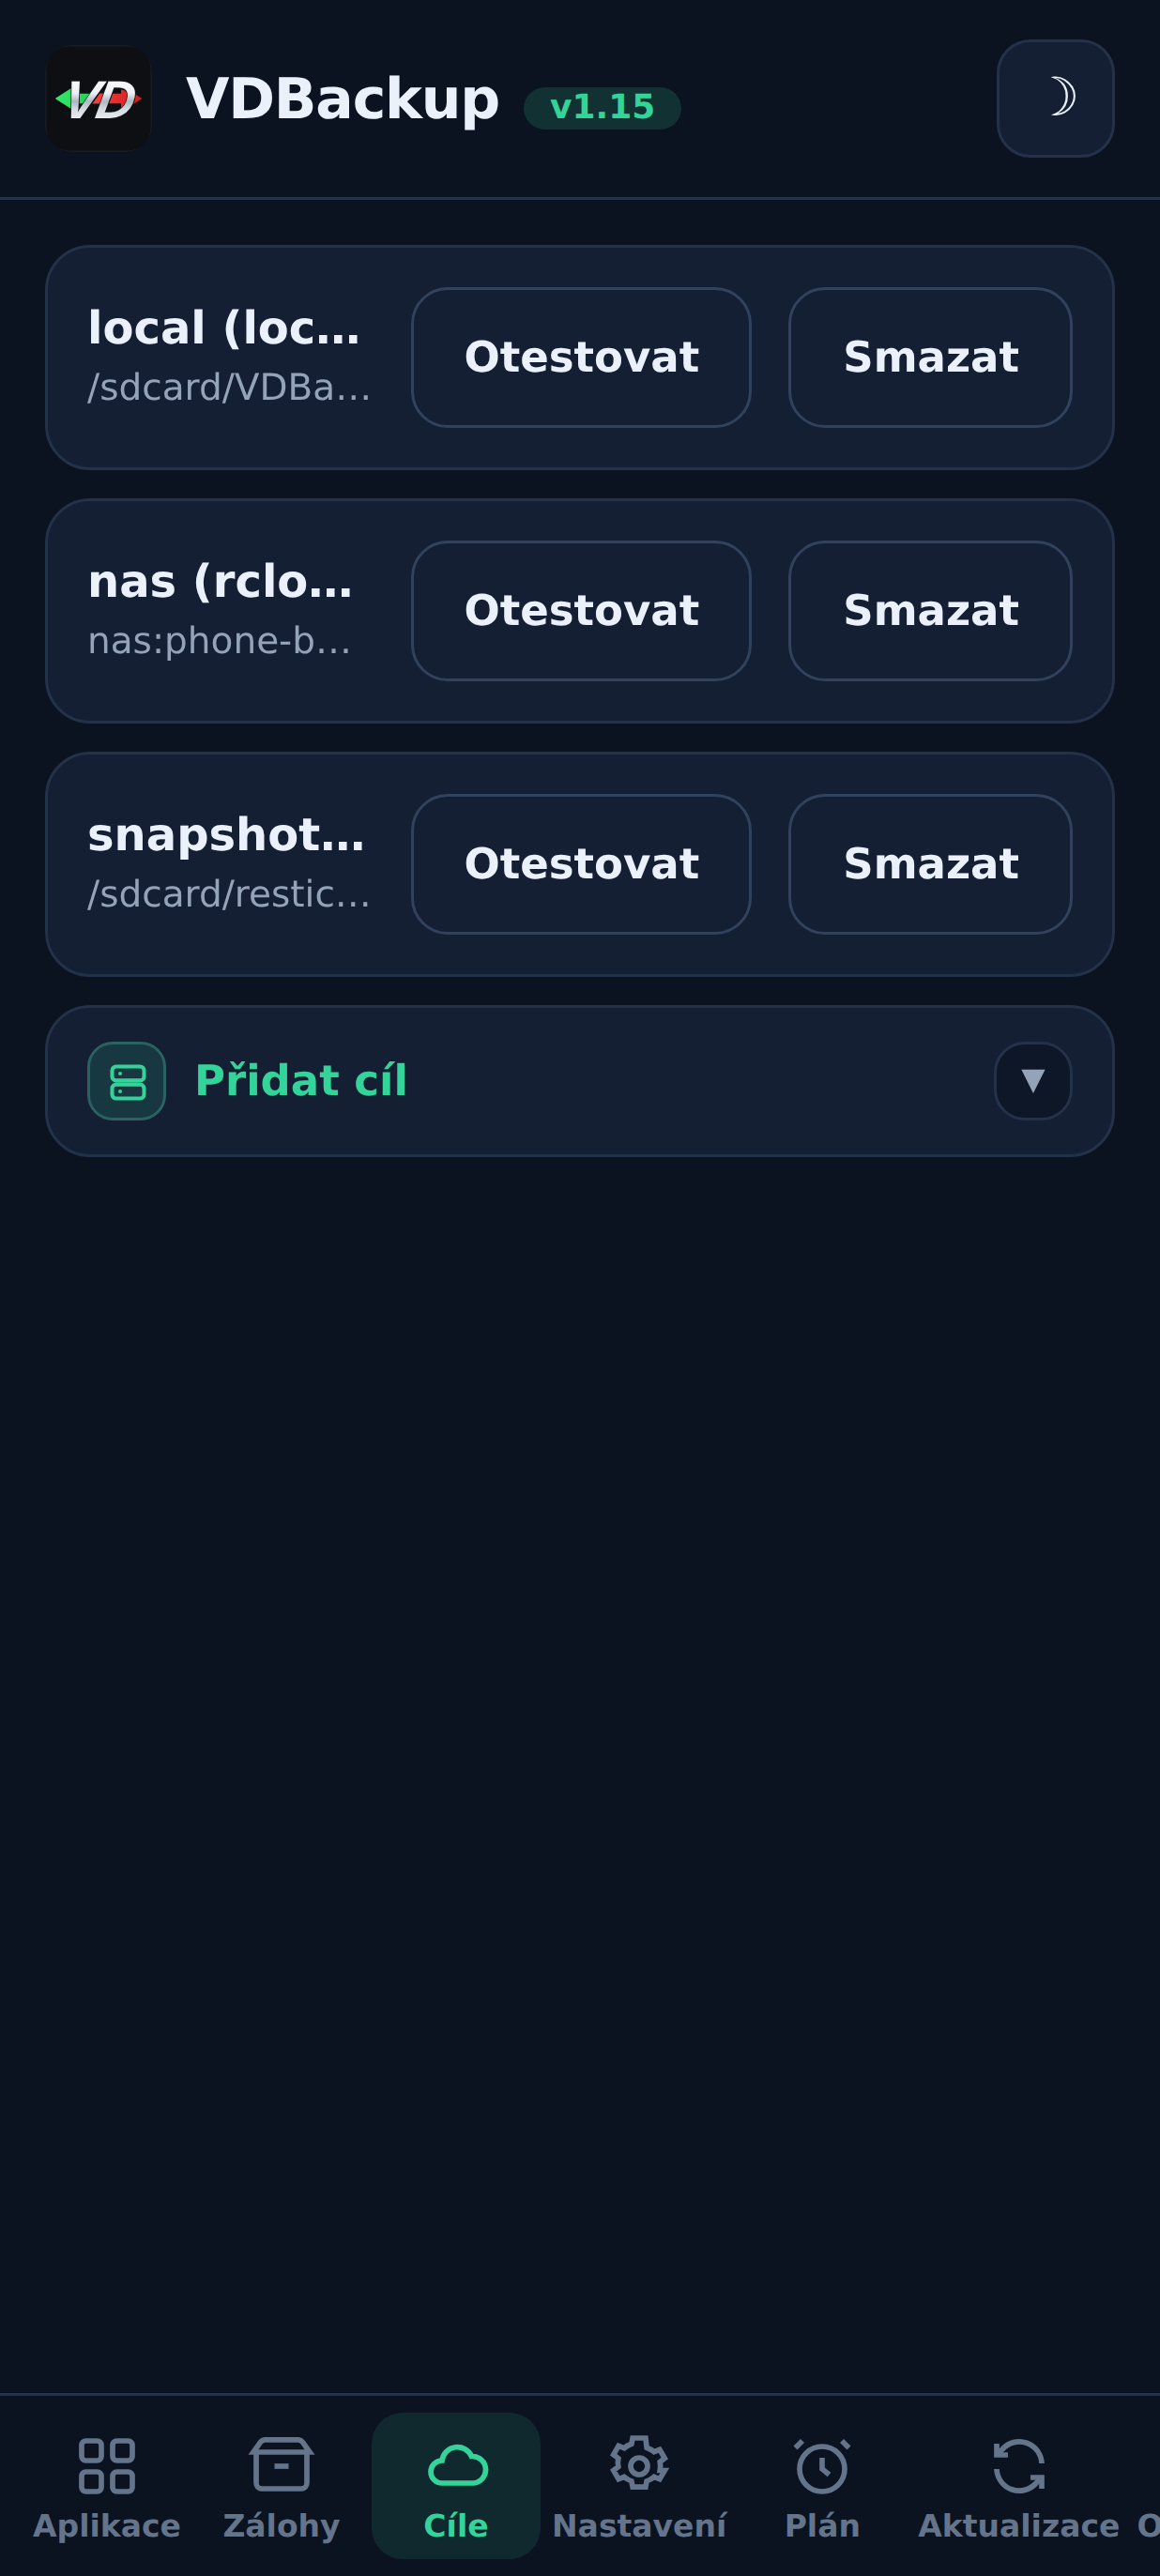 VD
VDBackup v1.15
local (loc...
/sdcard/VDBa...
Otestovat
Smazat
nas (rclo...
nas:phone-b...
Otestovat
Smazat
snapshot...
/sdcard/restic...
Otestovat
Smazat
Přidat cíl
Aplikace
Zálohy
Cíle
Nastavení
Plán
Aktualizace